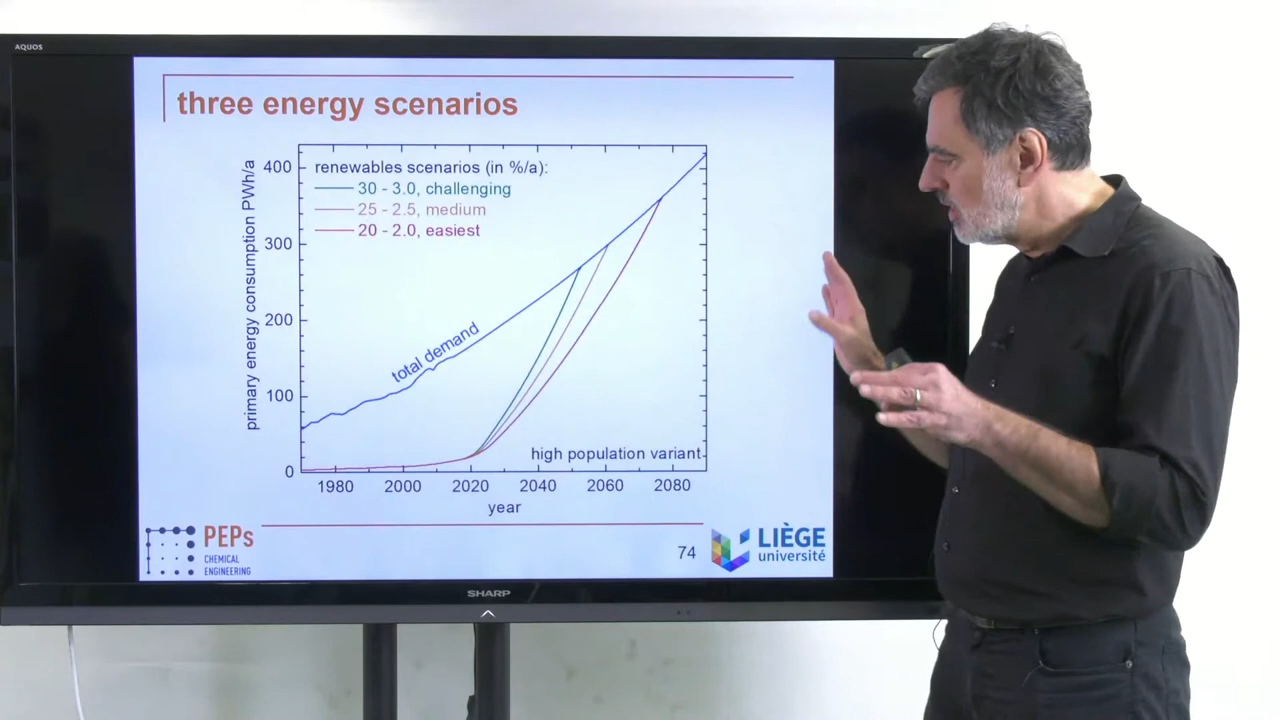 AQUOS
three energy scenarios
primary energy consumption PWh/a
400
300
200
100
0
renewables scenarios (in %/a):
30 - 3.0, challenging
25 - 2.5, medium
20 - 2.0, easiest
total demand
high population variant
1980 2000 2020 2040 2060 2080
year
PEPs
CHEMICAL
ENGINEERING
74
LIÈGE
université
SHARP